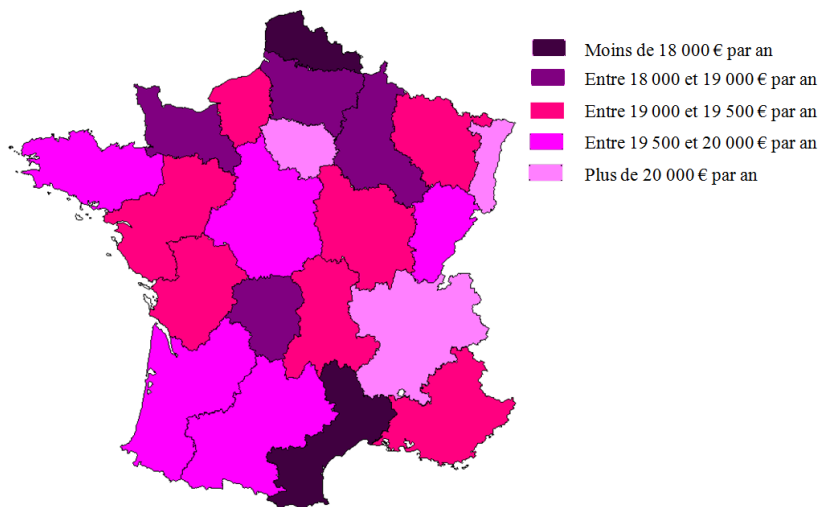 Moins de 18 000 € par an
Entre 18 000 et 19 000 € par an
Entre 19 000 et 19 500 € par an
Entre 19 500 et 20 000 € par an
Plus de 20 000 € par an